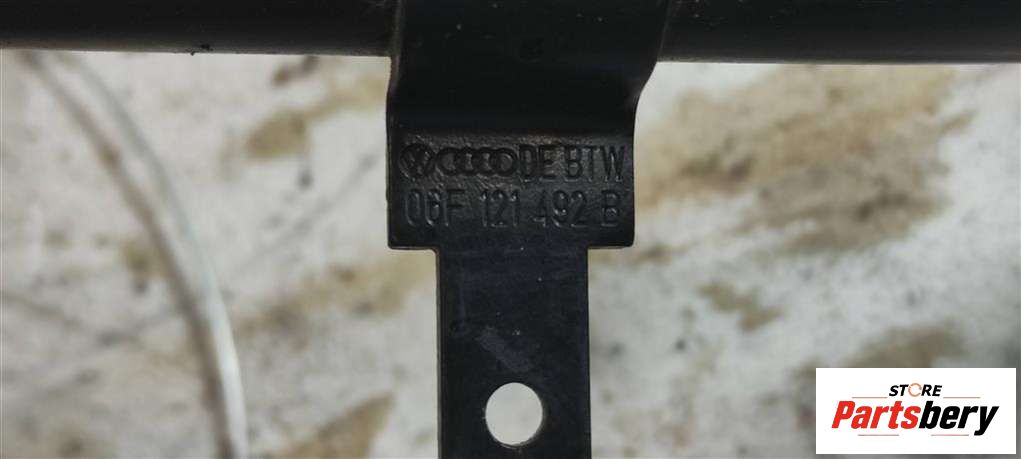 DE BTW
06F 121 492 B
STORE
Partsbery